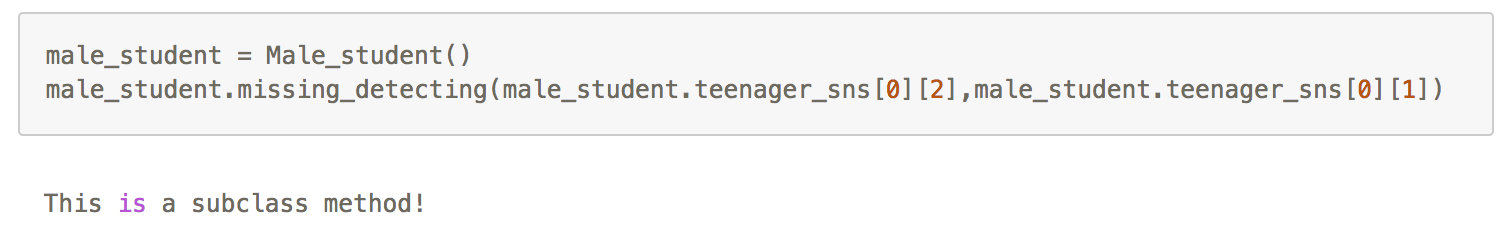 male_student = Male_student()
male_student.missing_detecting(male_student.teenager_sns[0][2],male_student.teenager_sns[0][1])
This is a subclass method!